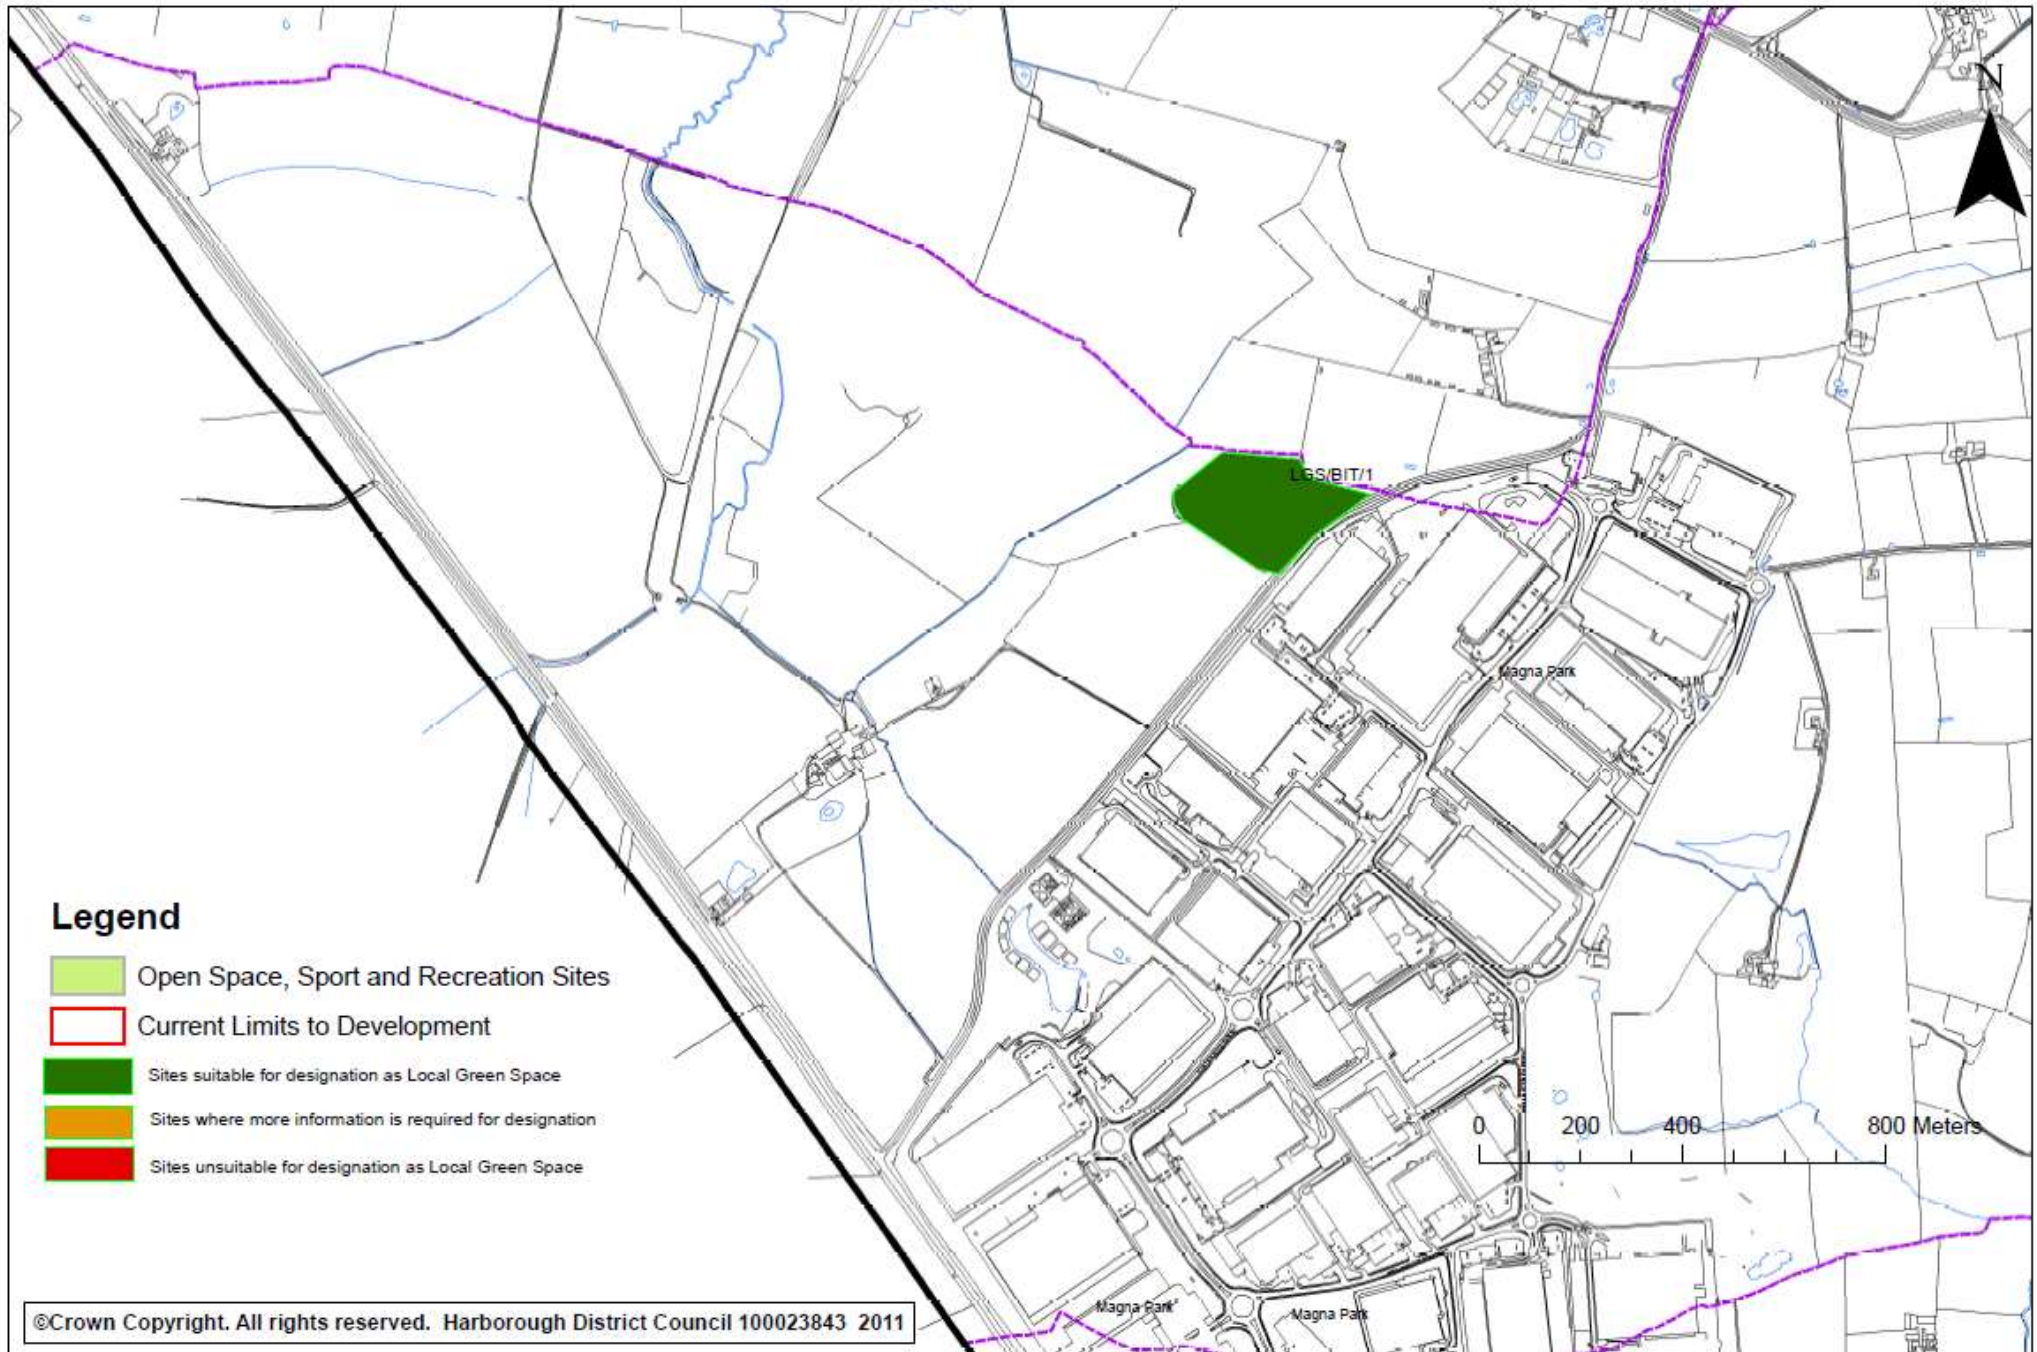 N
LGS/BIT/1
Magna Park
Legend
Open Space, Sport and Recreation Sites
Current Limits to Development
Sites suitable for designation as Local Green Space
Sites where more information is required for designation
Sites unsuitable for designation as Local Green Space
0 200 400 800 Meters
Magna Park
Magna Park
©Crown Copyright. All rights reserved. Harborough District Council 100023843 2011